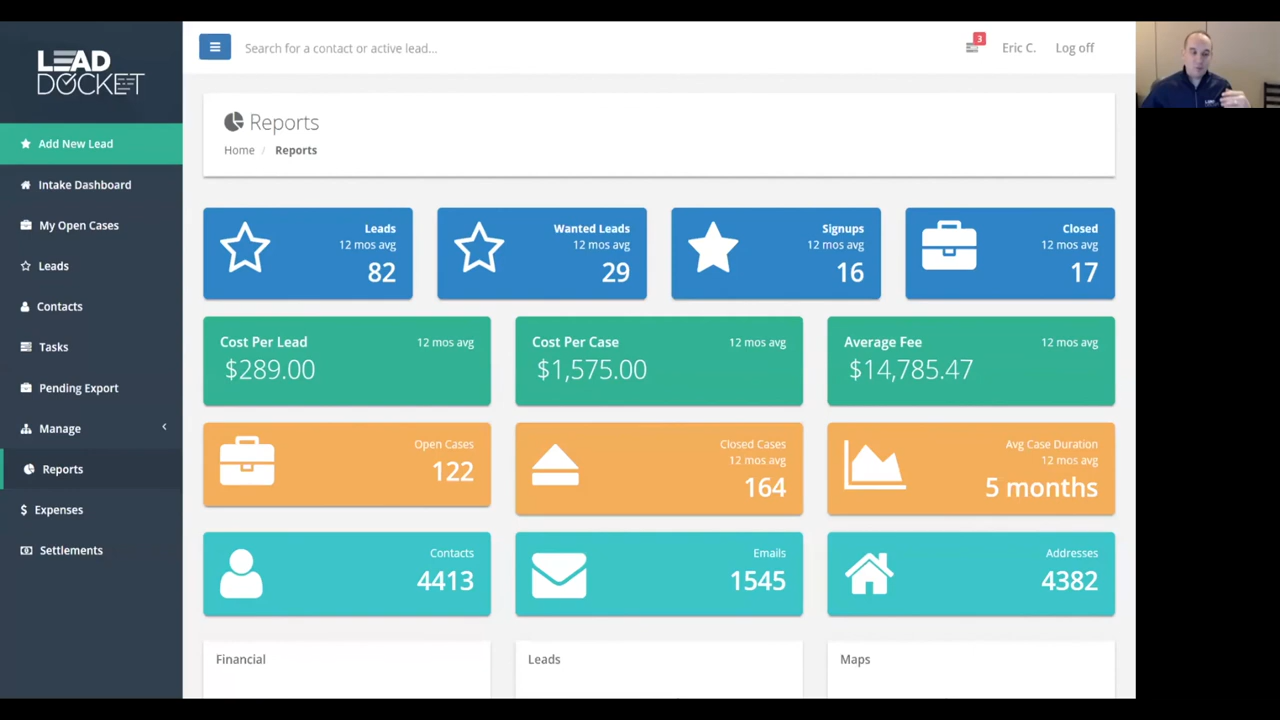 LEAD
DOCKET
Search for a contact or active lead...
3
Eric C.
Log off
Add New Lead
Intake Dashboard
My Open Cases
Leads
Contacts
Tasks
Pending Export
Manage
Reports
Expenses
Settlements
Reports
Home / Reports
Leads
12 mos avg
82
Wanted Leads
12 mos avg
29
Signups
12 mos avg
16
Closed
12 mos avg
17
Cost Per Lead
12 mos avg
$289.00
Cost Per Case
12 mos avg
$1,575.00
Average Fee
12 mos avg
$14,785.47
Open Cases
122
Closed Cases
12 mos avg
164
Avg Case Duration
12 mos avg
5 months
Contacts
4413
Emails
1545
Addresses
4382
Financial
Leads
Maps